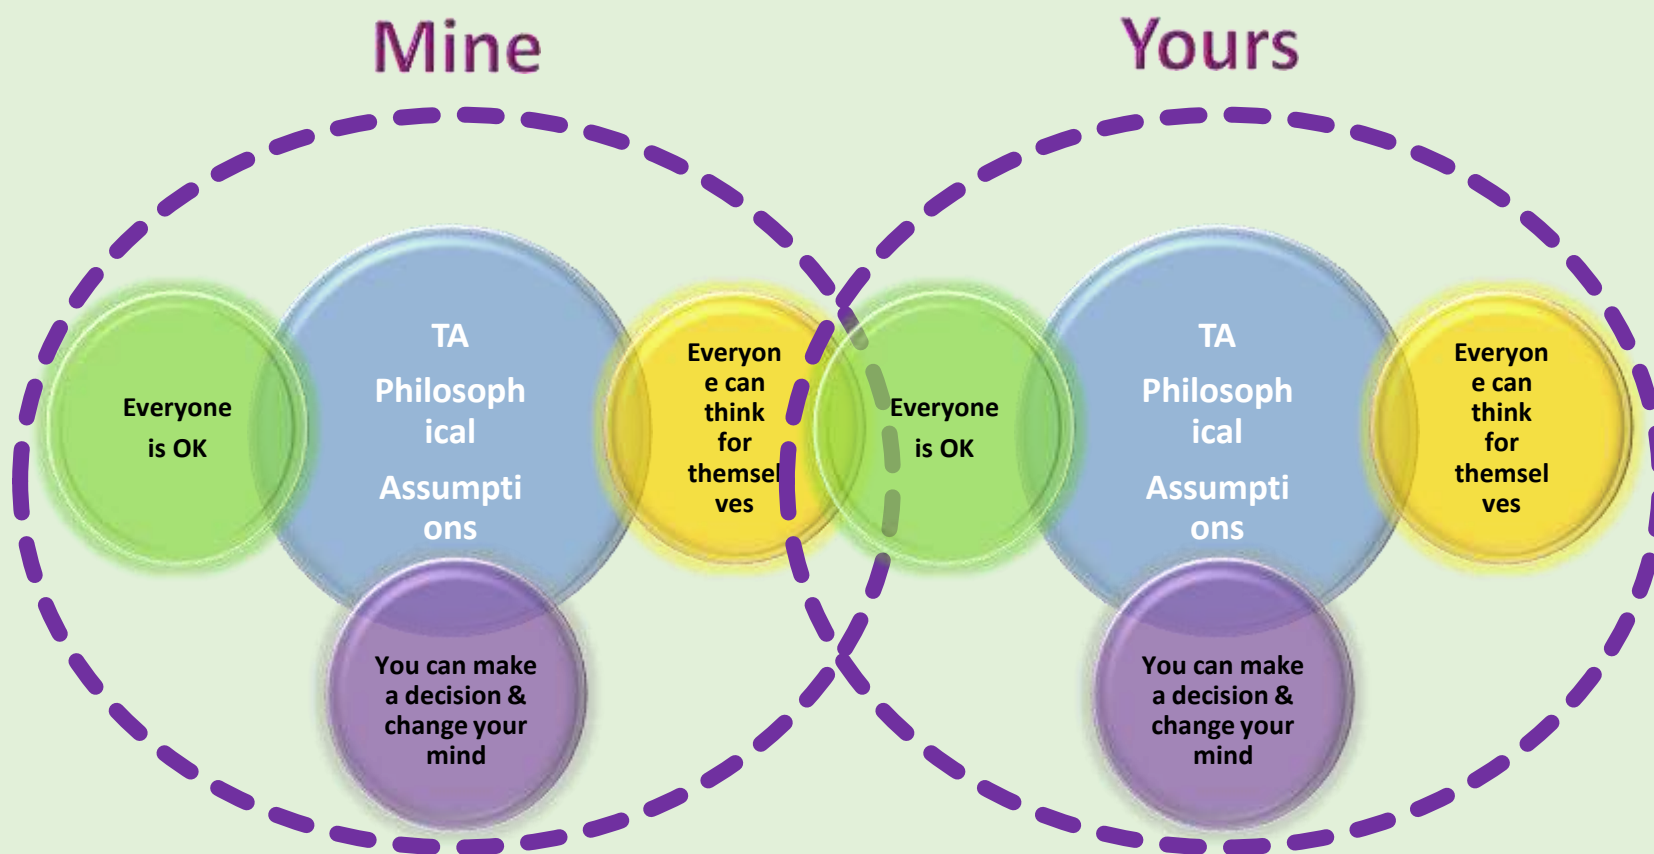 Mine
Yours
Everyone
is OK
TA
Philosoph
ical
Assumpti
ons
Everyon
e can
think
for
themsel
ves
You can make
a decision &
change your
mind
Everyone
is OK
TA
Philosoph
ical
Assumpti
ons
Everyon
e can
think
for
themsel
ves
You can make
a decision &
change your
mind